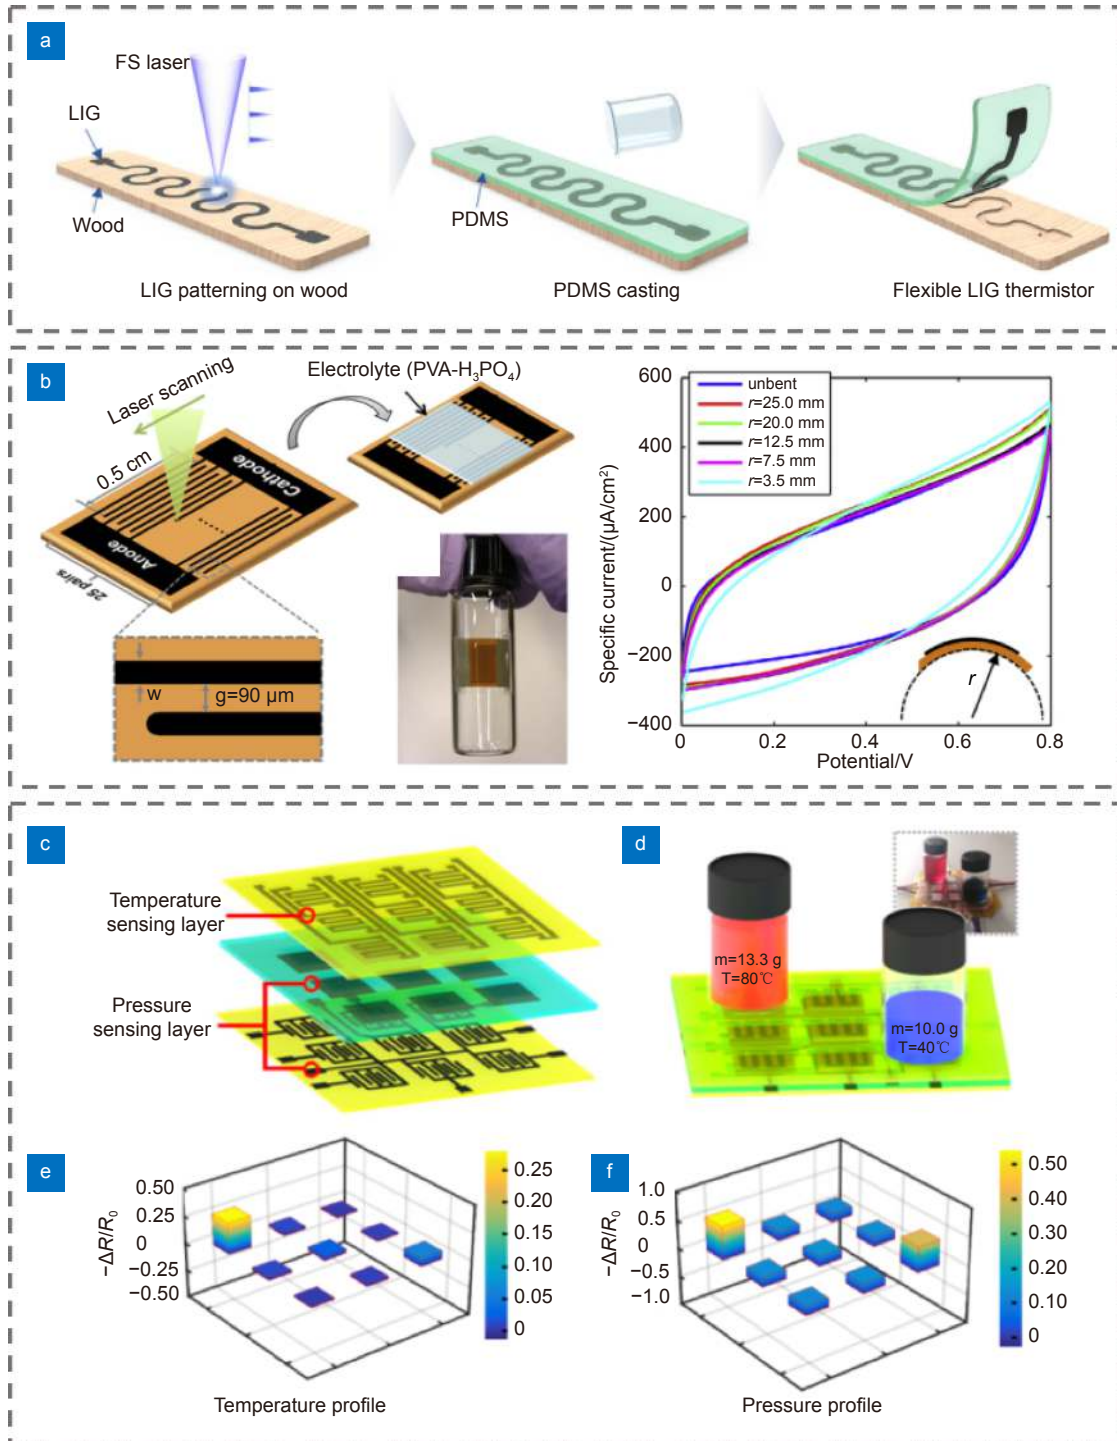 a
FS laser
LIG
Wood
PDMS
LIG patterning on wood
PDMS casting
Flexible LIG thermistor
b
Laser scanning
0.5 cm
Cathode
Anode
25 pairs
Electrolyte (PVA-H₃PO₄)
w
g=90 μm
600
400
200
0
−200
−400
Specific current/(μA/cm²)
unbent
r=25.0 mm
r=20.0 mm
r=12.5 mm
r=7.5 mm
r=3.5 mm
r
0
0.2
0.4
0.6
0.8
Potential/V
c
Temperature
sensing layer
Pressure
sensing layer
d
m=13.3 g
T=80℃
m=10.0 g
T=40℃
e
0.50
0.25
0
−0.25
−0.50
−ΔR/R₀
0.25
0.20
0.15
0.10
0.05
0
Temperature profile
f
1.0
0.5
0
−0.5
−1.0
−ΔR/R₀
0.50
0.40
0.30
0.20
0.10
0
Pressure profile